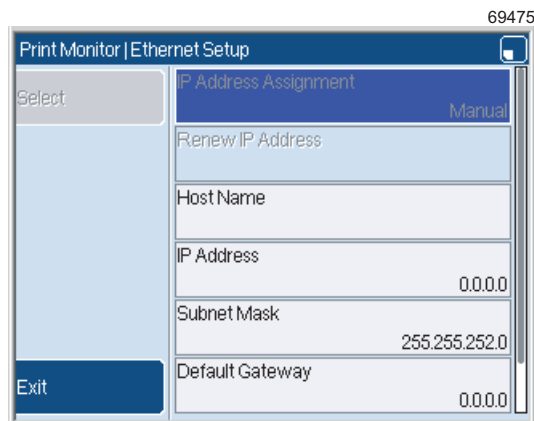 69475
Print Monitor | Ethernet Setup
Select
IP Address Assignment
Manual
Renew IP Address
Host Name
IP Address
0.0.0.0
Subnet Mask
255.255.252.0
Default Gateway
0.0.0.0
Exit